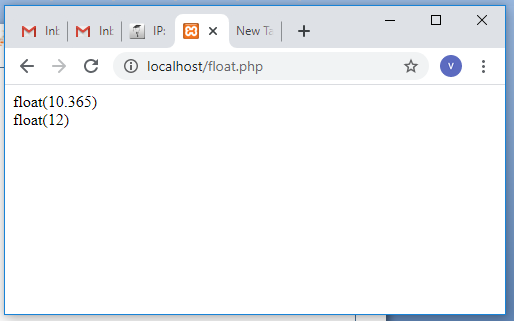 Inb
Inb
IP:
New Ta
localhost/float.php
v
float(10.365)
float(12)